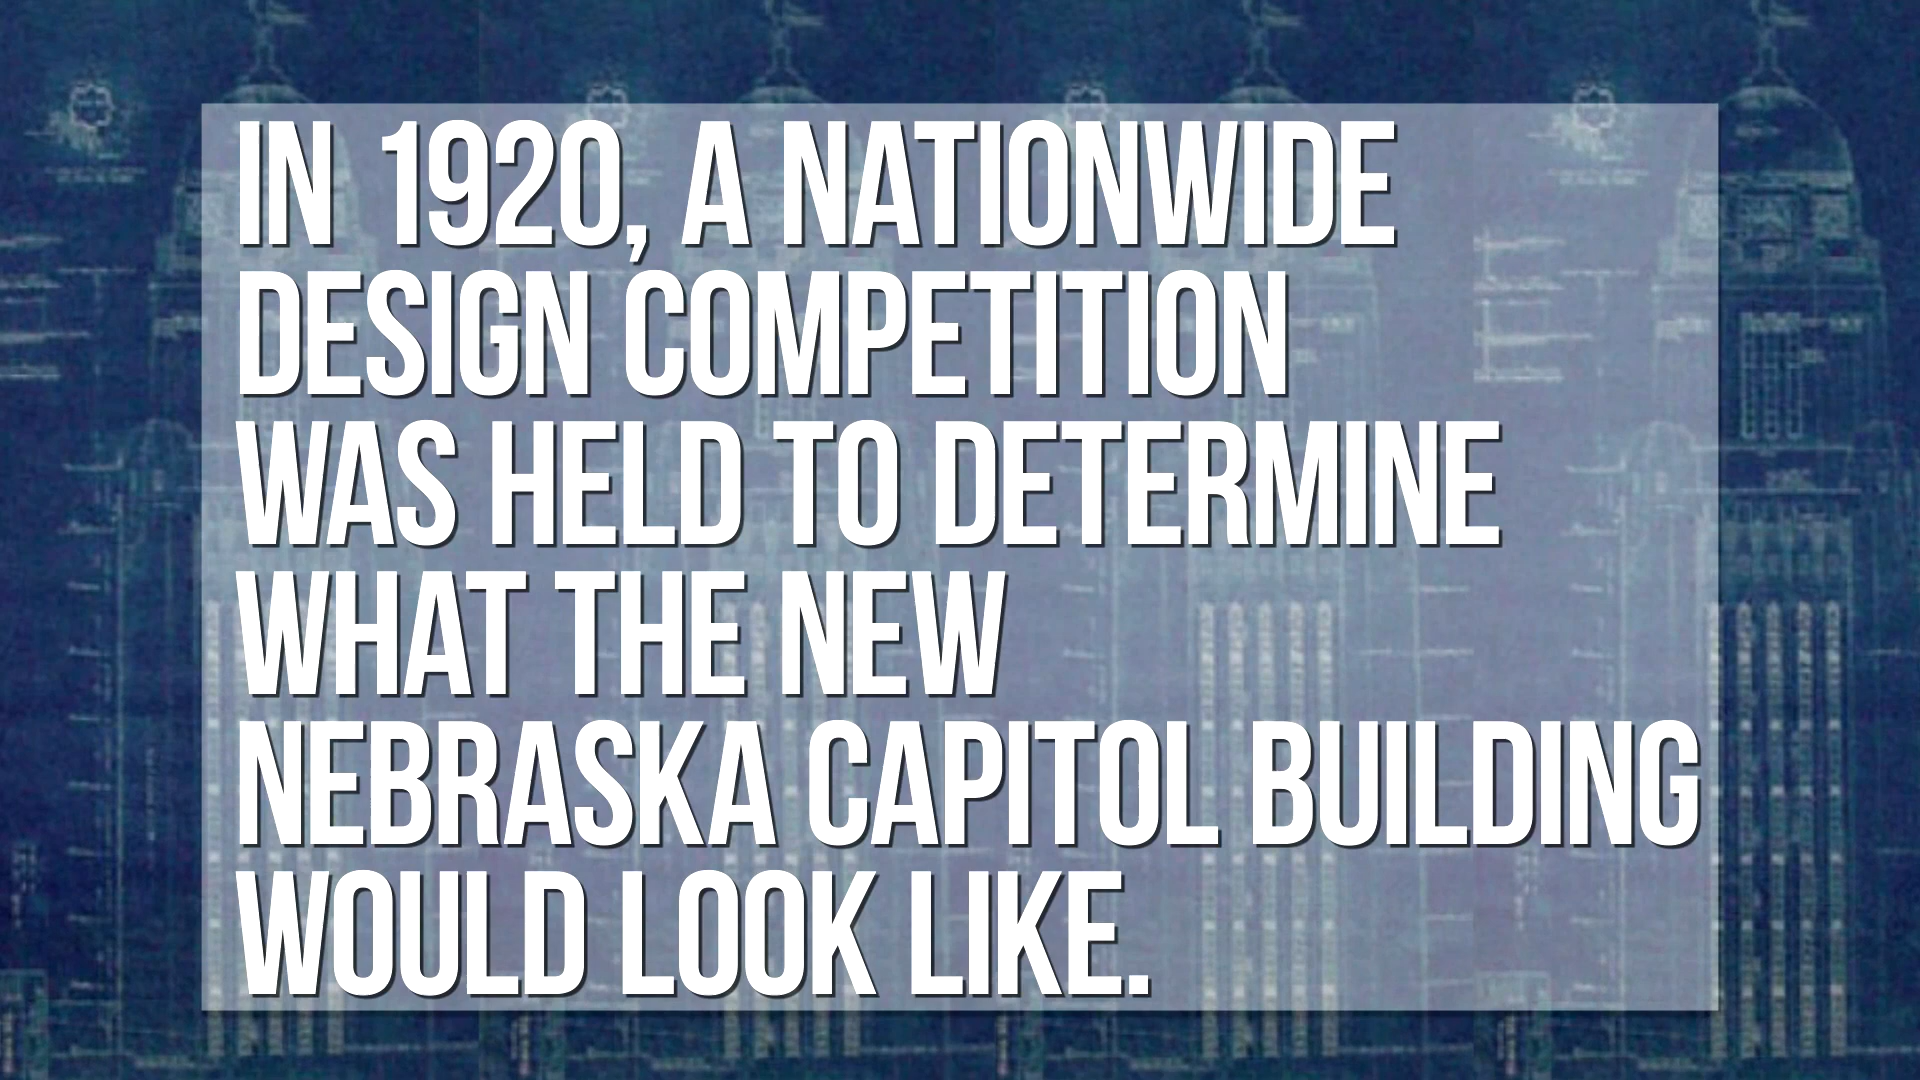 IN 1920, A NATIONWIDE
DESIGN COMPETITION
WAS HELD TO DETERMINE
WHAT THE NEW
NEBRASKA CAPITOL BUILDING
WOULD LOOK LIKE.